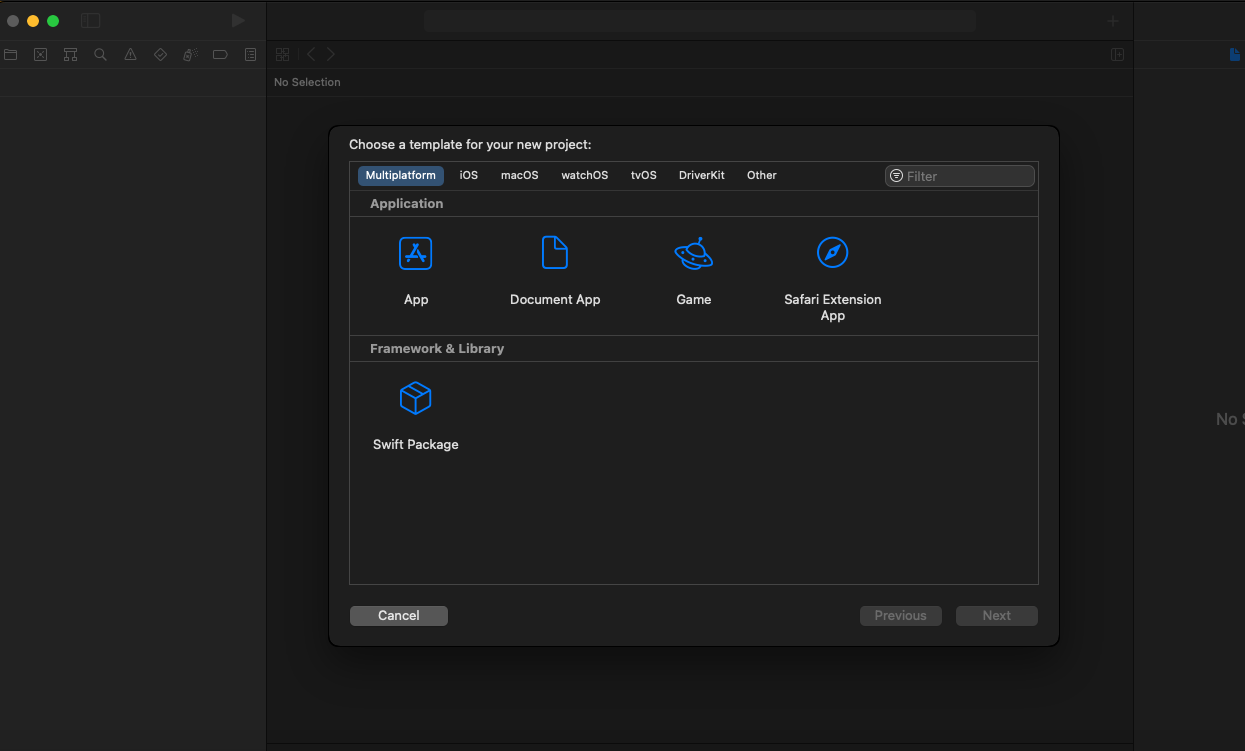 No Selection
Choose a template for your new project:
Multiplatform iOS macOS watchOS tvOS DriverKit Other Filter
Application
App Document App Game Safari Extension
App
Framework & Library
Swift Package
No
Cancel Previous Next